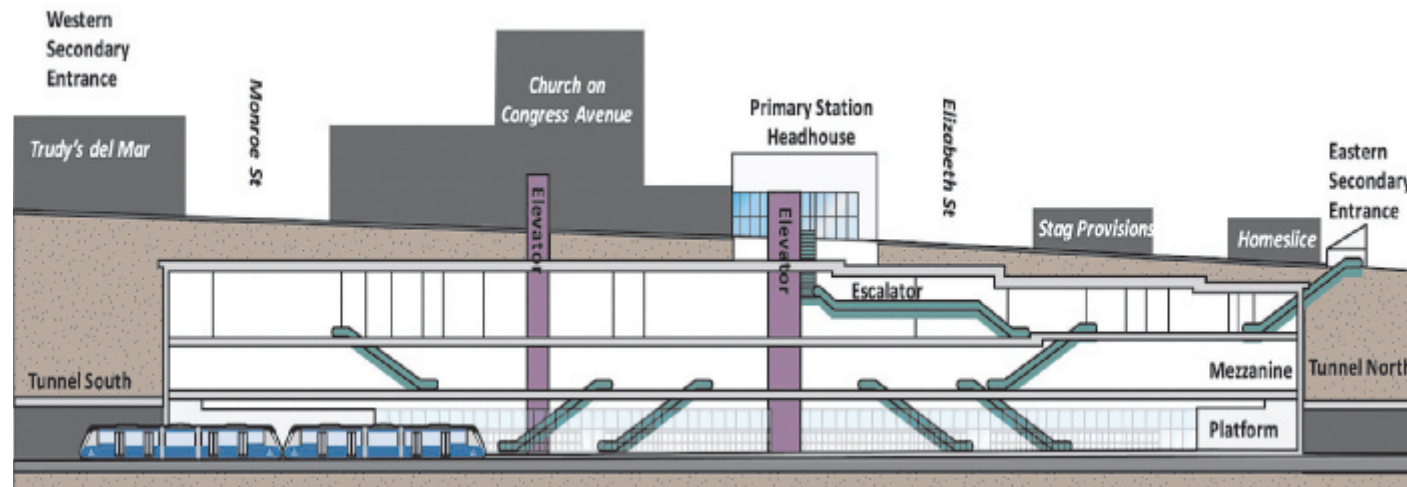 Western
Secondary
Entrance
Trudy's del Mar
Monroe St
Church on
Congress Avenue
Primary Station
Headhouse
Elizabeth St
Stag Provisions
Homeslice
Eastern
Secondary
Entrance
Elevator
Elevator
Escalator
Mezzanine
Tunnel South
Tunnel North
Platform